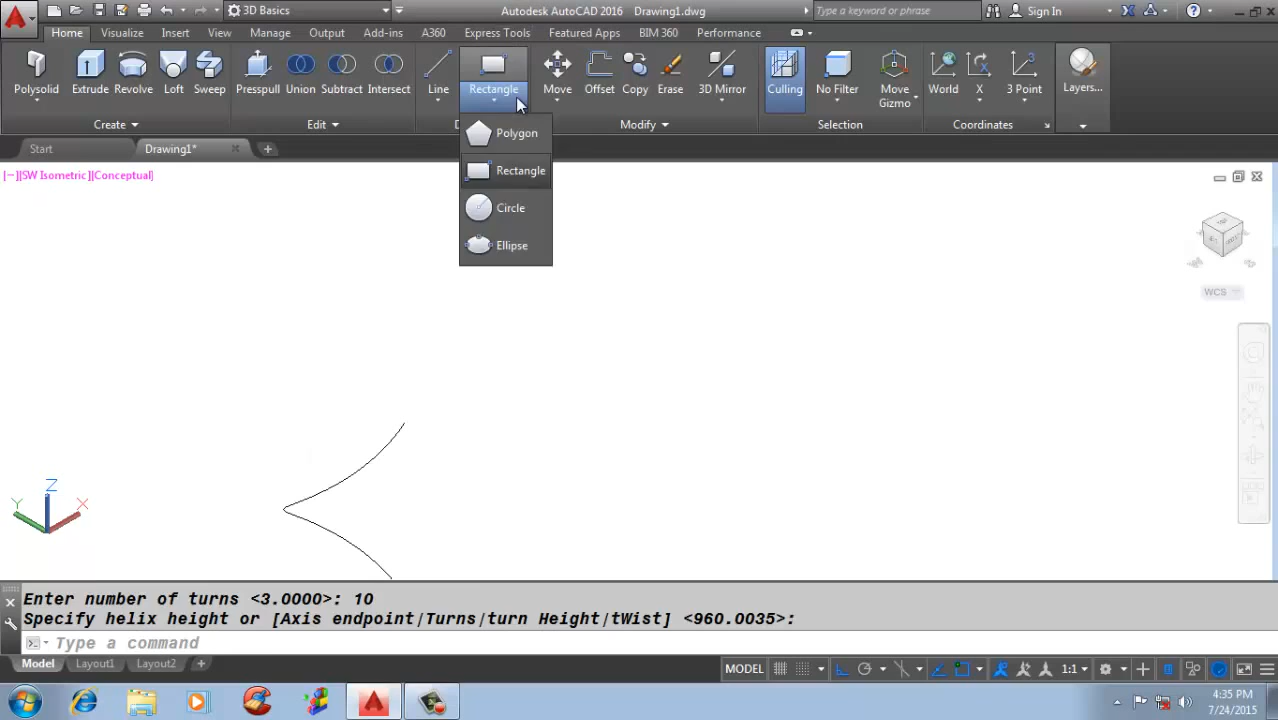 3D Basics
Autodesk AutoCAD 2016 Drawing1.dwg
Type a keyword or phrase
Sign In
Home Visualize Insert View Manage Output Add-ins A360 Express Tools Featured Apps BIM 360 Performance
Polysolid Extrude Revolve Loft Sweep Presspull Union Subtract Intersect Line Rectangle Move Offset Copy Erase 3D Mirror Culling No Filter Move Gizmo World X 3 Point Layers...
Create Edit D Modify Selection Coordinates
Start Drawing1*
Polygon
Rectangle
Circle
Ellipse
[−][SW Isometric][Conceptual]
TOP
WCS
Z
Y X
Enter number of turns <3.0000>: 10
Specify helix height or [Axis endpoint/Turns/turn Height/tWist] <960.0035>:
Type a command
Model Layout1 Layout2
MODEL 1:1
4:35 PM
7/24/2015